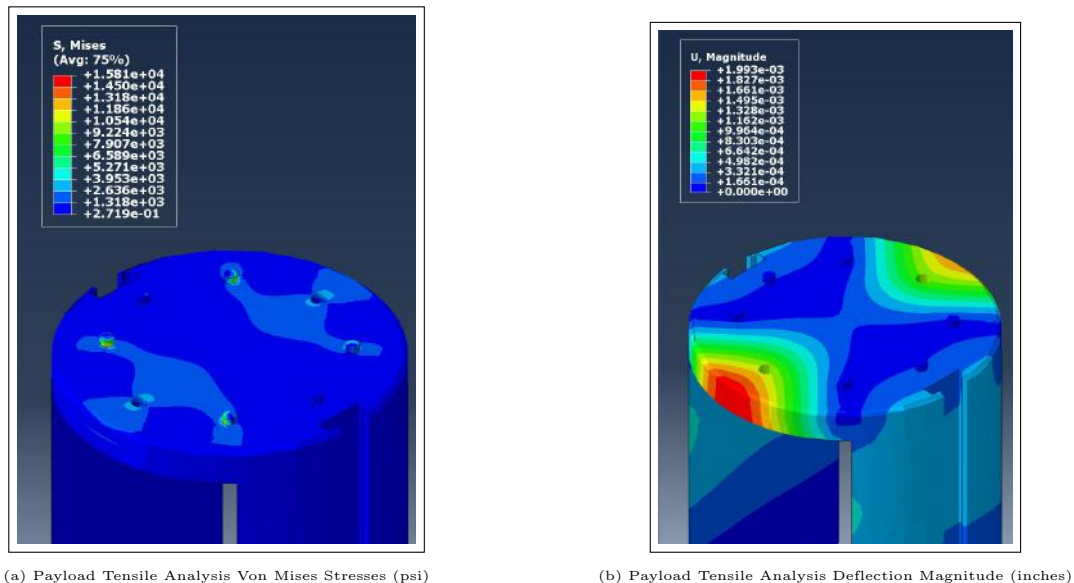 S, Mises
(Avg: 75%)
+1.581e+04
+1.450e+04
+1.318e+04
+1.186e+04
+1.054e+04
+9.224e+03
+7.907e+03
+6.589e+03
+5.271e+03
+3.953e+03
+2.636e+03
+1.318e+03
+2.719e-01
U, Magnitude
+1.993e-03
+1.827e-03
+1.661e-03
+1.495e-03
+1.328e-03
+1.162e-03
+9.964e-04
+8.303e-04
+6.642e-04
+4.982e-04
+3.321e-04
+1.661e-04
+0.000e+00
(a) Payload Tensile Analysis Von Mises Stresses (psi)
(b) Payload Tensile Analysis Deflection Magnitude (inches)